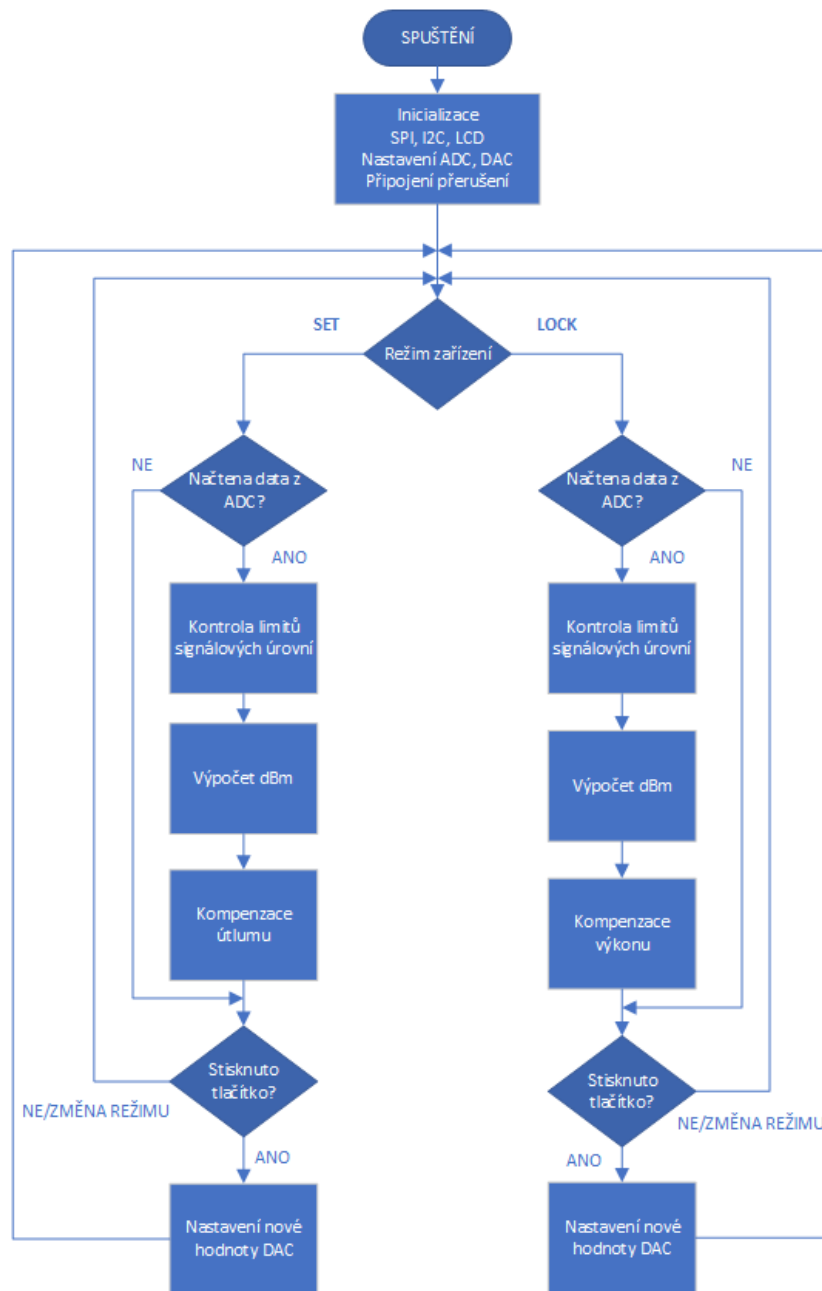 SPUŠTĚNÍ
Inicializace
SPI, I2C, LCD
Nastavení ADC, DAC
Připojení přerušení
SET
LOCK
Režim zařízení
NE
Načtena data z
ADC?
ANO
Kontrola limitů
signálových úrovní
Výpočet dBm
Kompenzace
útlumu
Stisknuto
tlačítko?
NE/ZMĚNA REŽIMU
ANO
Nastavení nové
hodnoty DAC
Načtena data z
ADC?
NE
ANO
Kontrola limitů
signálových úrovní
Výpočet dBm
Kompenzace
výkonu
Stisknuto
tlačítko?
NE/ZMĚNA REŽIMU
ANO
Nastavení nové
hodnoty DAC